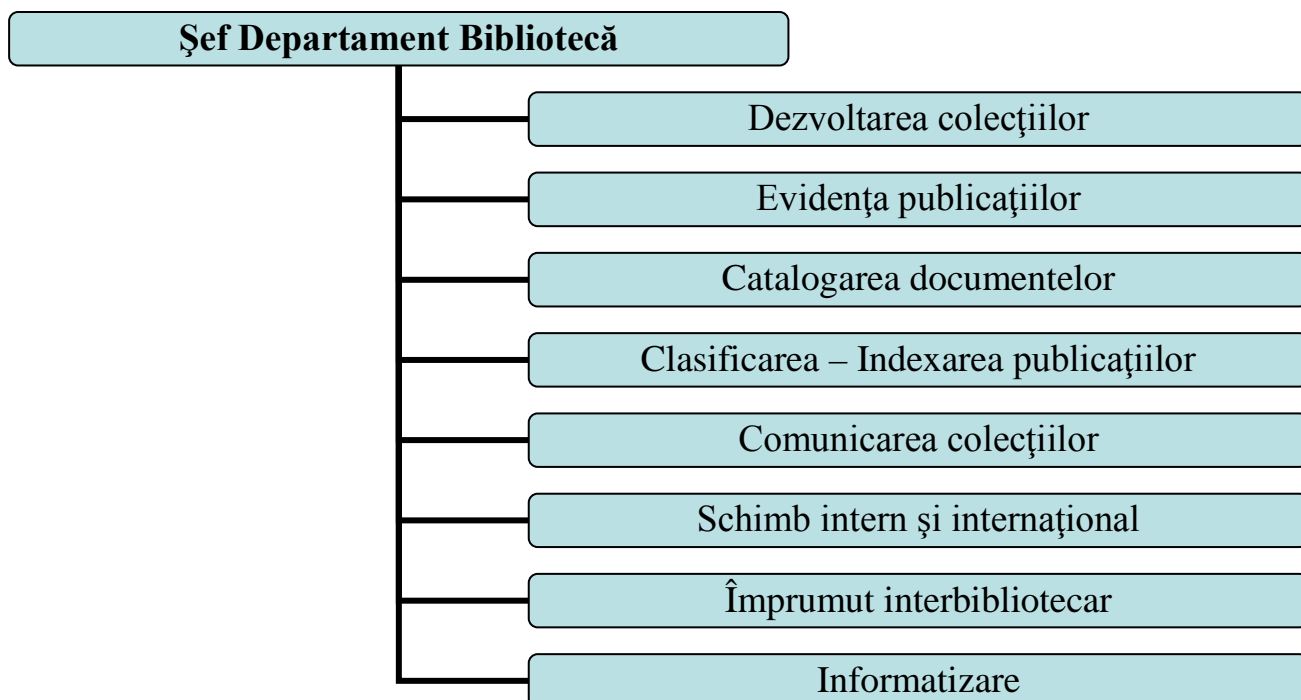 Şef Departament Bibliotecă
Dezvoltarea colecţiilor
Evidenţa publicaţiilor
Catalogarea documentelor
Clasificarea – Indexarea publicaţiilor
Comunicarea colecţiilor
Schimb intern şi internaţional
Împrumut interbibliotecar
Informatizare